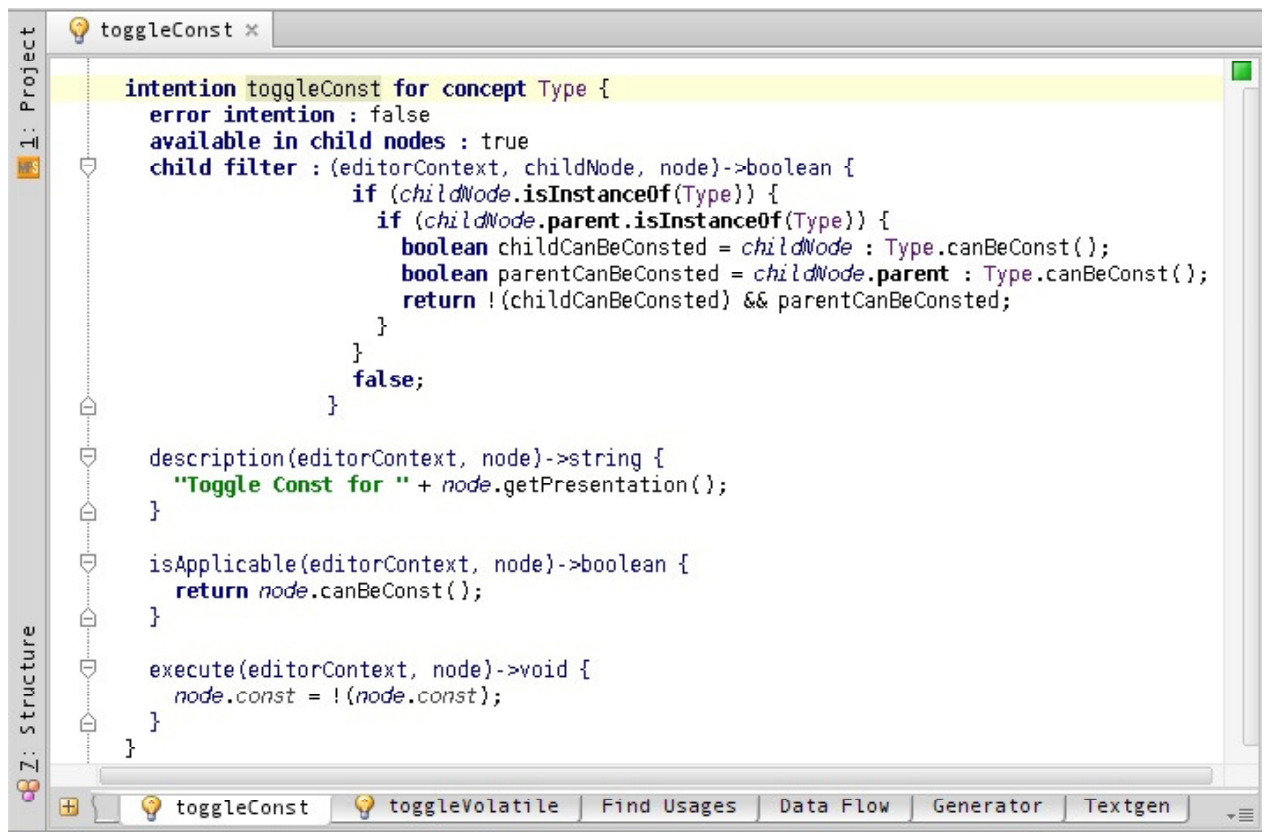 toggleConst ×
1: Project
MPS
intention toggleConst for concept Type {
error intention : false
available in child nodes : true
child filter : (editorContext, childNode, node)->boolean {
if (childNode.isInstanceOf(Type)) {
if (childNode.parent.isInstanceOf(Type)) {
boolean childCanBeConsted = childNode : Type.canBeConst();
boolean parentCanBeConsted = childNode.parent : Type.canBeConst();
return !(childCanBeConsted) && parentCanBeConsted;
}
}
false;
}
description(editorContext, node)->string {
"Toggle Const for " + node.getPresentation();
}
isApplicable(editorContext, node)->boolean {
return node.canBeConst();
}
execute(editorContext, node)->void {
node.const = !(node.const);
}
}
Z: Structure
toggleConst toggleVolatile Find Usages Data Flow Generator Textgen